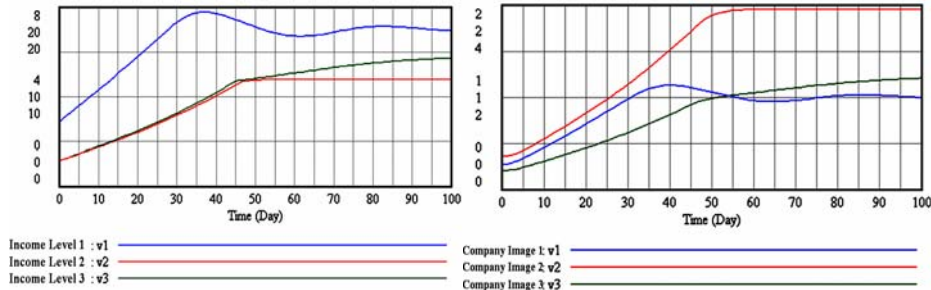 8
20
20
4
10
10
0
0
0
0 10 20 30 40 50 60 70 80 90 100
Time (Day)
Income Level 1 : v1
Income Level 2 : v2
Income Level 3 : v3
2
2
4
1
1
2
0
0
0
0 10 20 30 40 50 60 70 80 90 100
Time (Day)
Company Image 1: v1
Company Image 2: v2
Company Image 3: v3